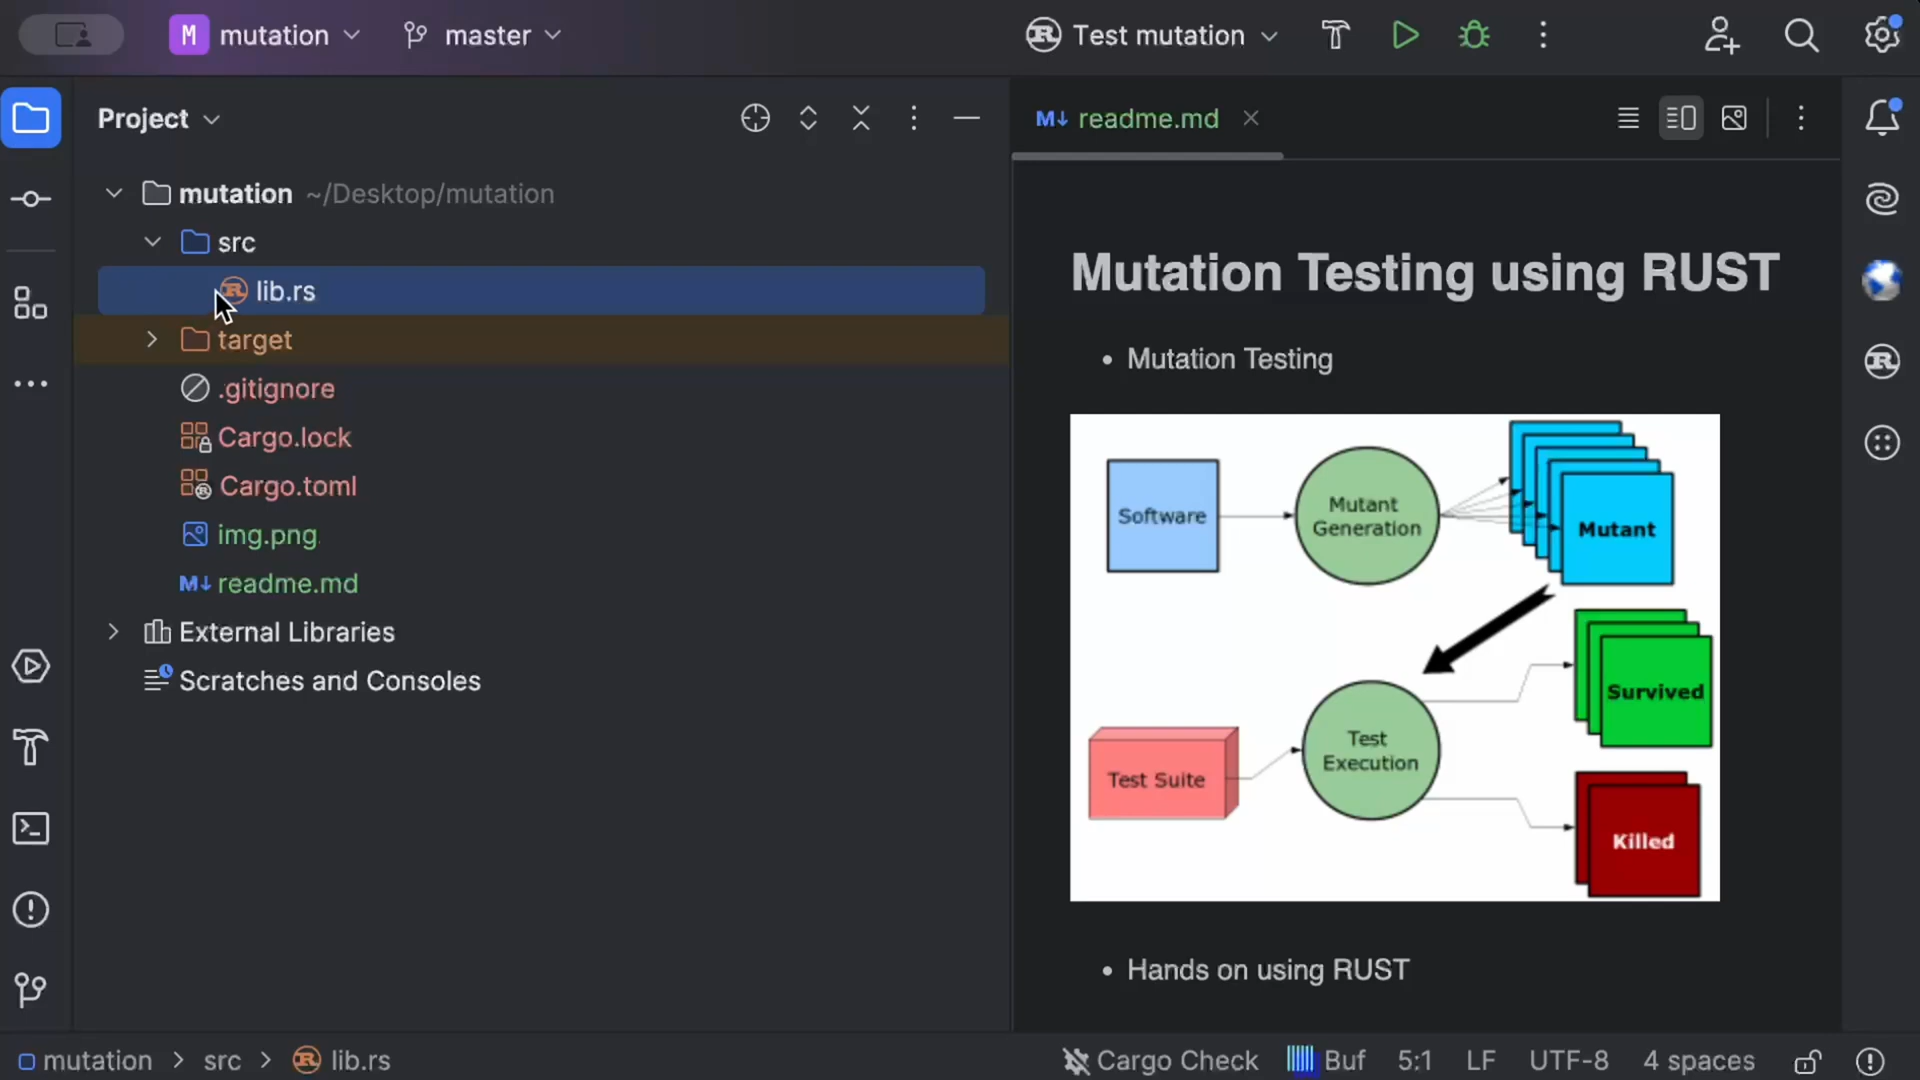 M mutation
master
Test mutation
Project
M↓ readme.md
mutation ~/Desktop/mutation
src
lib.rs
target
.gitignore
Cargo.lock
Cargo.toml
img.png
M↓ readme.md
External Libraries
Scratches and Consoles
Mutation Testing using RUST
• Mutation Testing
Software
Mutant
Generation
Mutant
Survived
Test
Execution
Test Suite
Killed
• Hands on using RUST
mutation > src > lib.rs
Cargo Check Buf 5:1 LF UTF-8 4 spaces